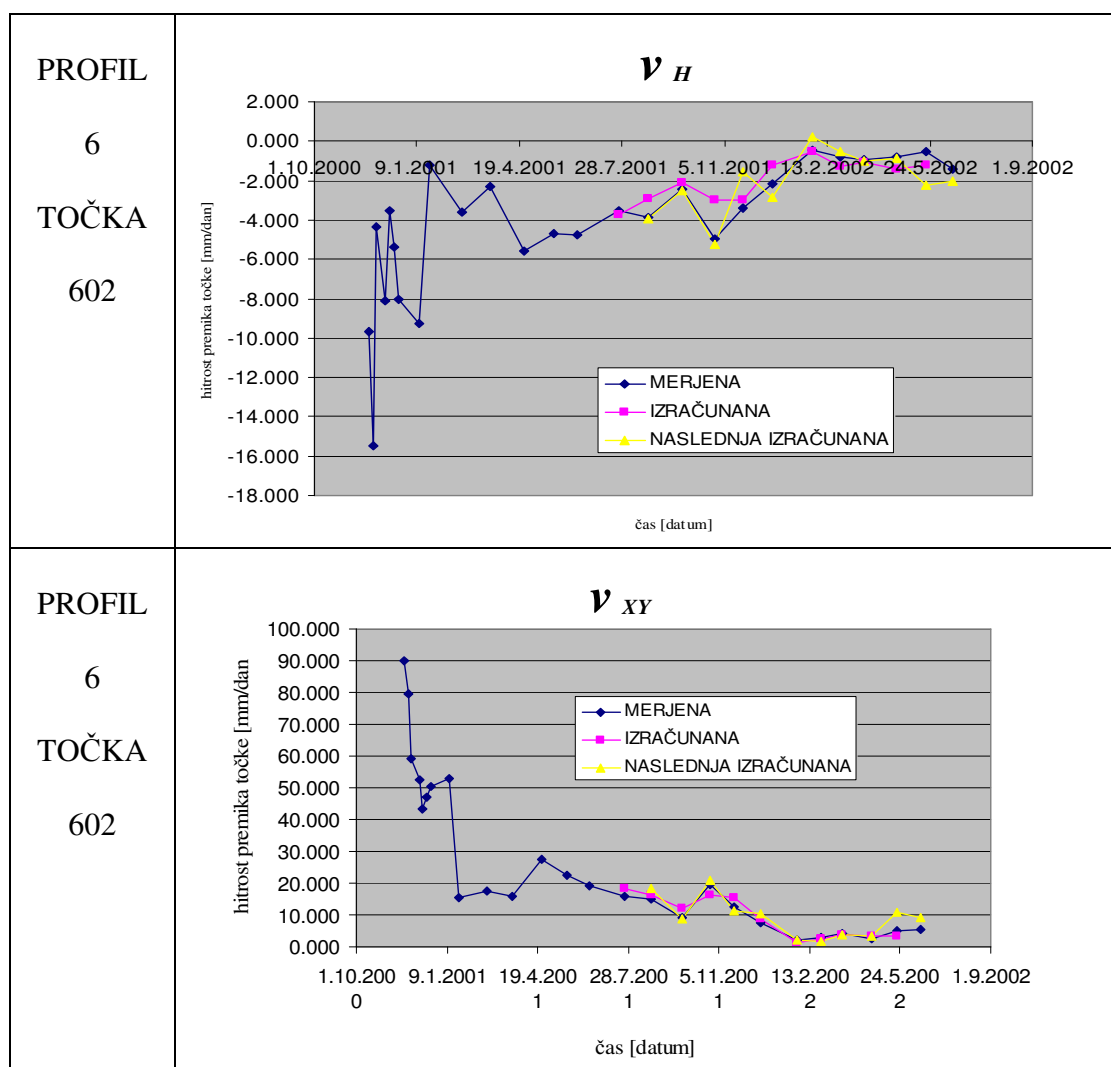 PROFIL
6
TOČKA
602
v H
2.000
0.000
-2.000
-4.000
-6.000
-8.000
-10.000
-12.000
-14.000
-16.000
-18.000
hitrost premika točke [mm/dan]
1.10.2000 9.1.2001 19.4.2001 28.7.2001 5.11.2001 13.2.2002 24.5.2002 1.9.2002
MERJENA
IZRAČUNANA
NASLEDNJA IZRAČUNANA
čas [datum]
PROFIL
6
TOČKA
602
v XY
100.000
90.000
80.000
70.000
60.000
50.000
40.000
30.000
20.000
10.000
0.000
hitrost premika točke [mm/dan]
MERJENA
IZRAČUNANA
NASLEDNJA IZRAČUNANA
1.10.200 9.1.2001 19.4.200 28.7.200 5.11.200 13.2.200 24.5.200 1.9.2002
0 1 1 1 2 2
čas [datum]